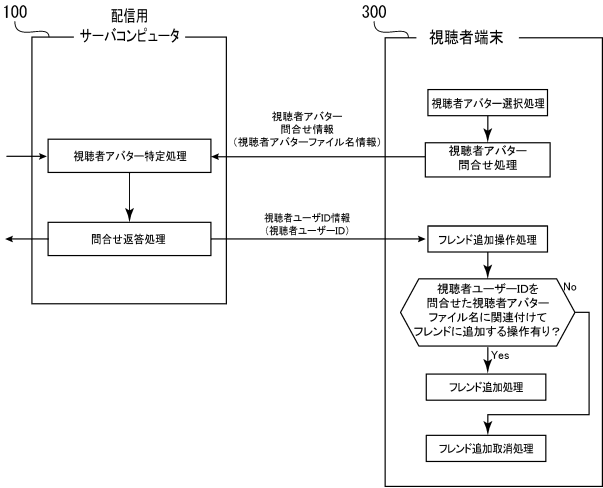 100
配信用
サーバコンピュータ
300
視聴者端末
視聴者アバター選択処理
視聴者アバター
問合せ情報
(視聴者アバターファイル名情報)
視聴者アバター
問合せ処理
視聴者アバター特定処理
視聴者ユーザID情報
(視聴者ユーザーID)
問合せ返答処理
フレンド追加操作処理
視聴者ユーザーIDを
問合せた視聴者アバター
ファイル名に関連付けて
フレンドに追加する操作有り？
No
Yes
フレンド追加処理
フレンド追加取消処理